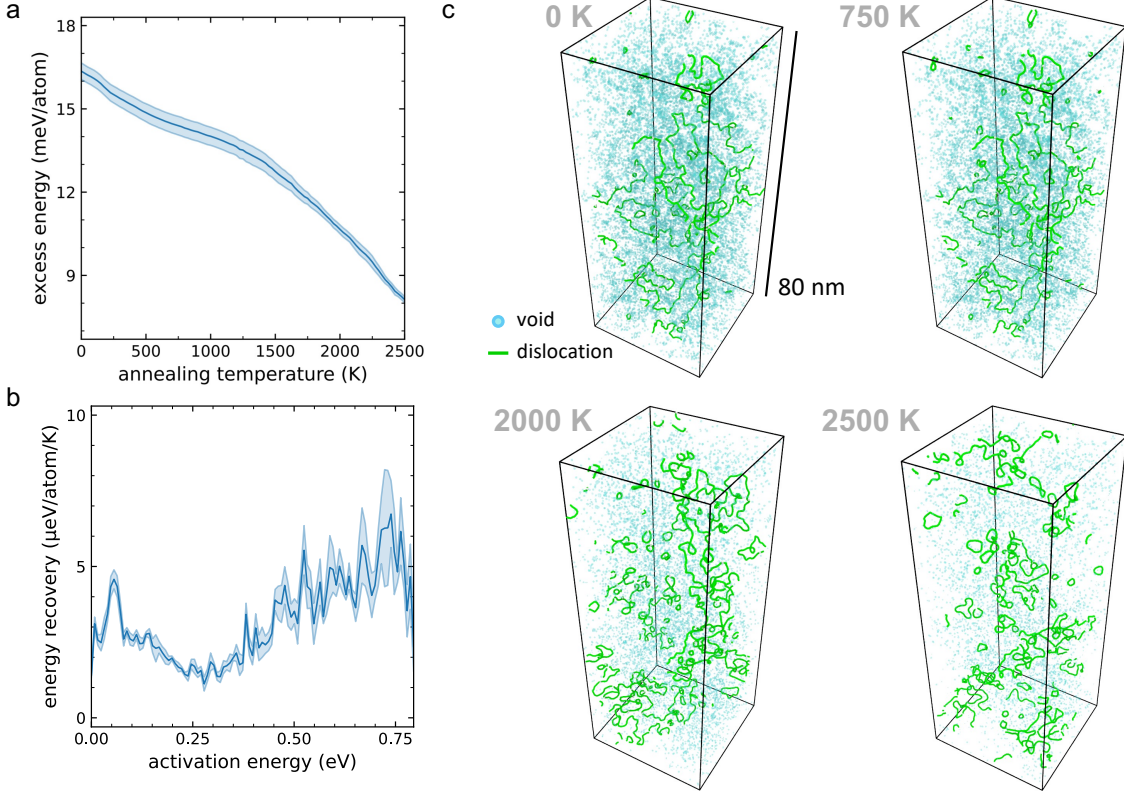 a
18
15
12
9
excess energy (meV/atom)
0 500 1000 1500 2000 2500
annealing temperature (K)
b
10
5
0
energy recovery (µeV/atom/K)
0.00 0.25 0.50 0.75
activation energy (eV)
c
0 K
750 K
80 nm
void
dislocation
2000 K
2500 K